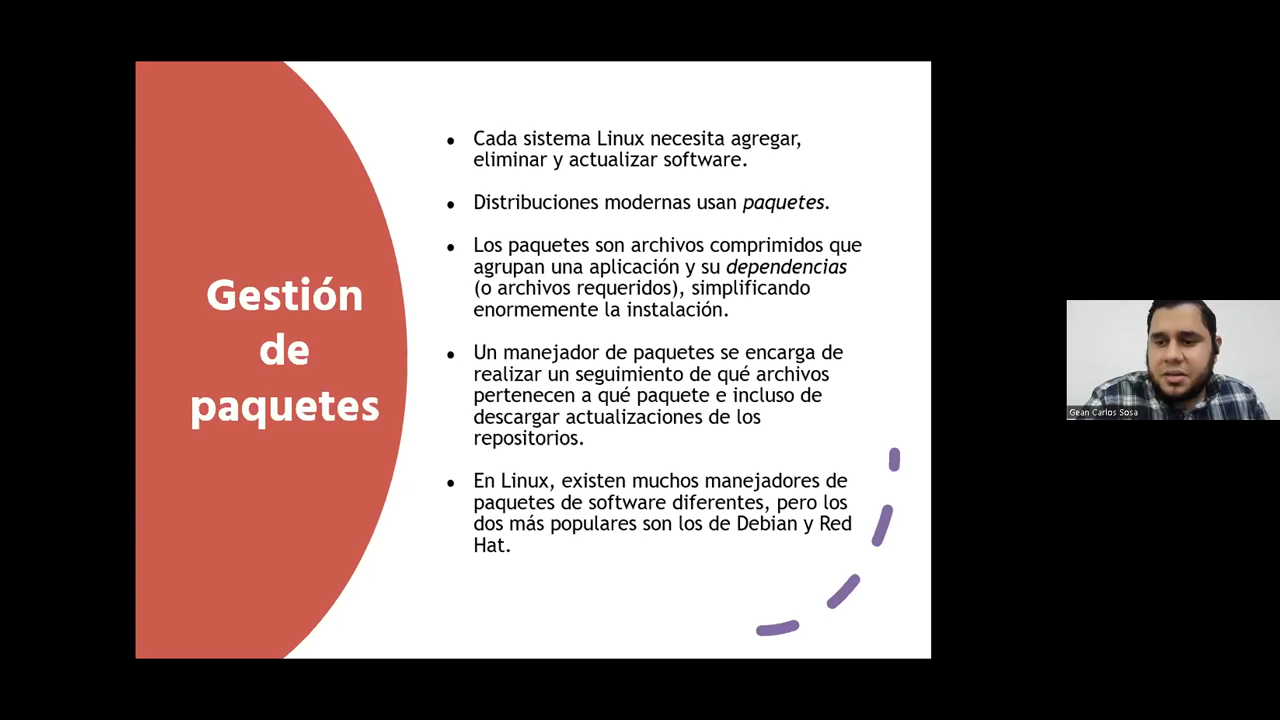 Gestión
de
paquetes
• Cada sistema Linux necesita agregar,
eliminar y actualizar software.
• Distribuciones modernas usan paquetes.
• Los paquetes son archivos comprimidos que
agrupan una aplicación y su dependencias
(o archivos requeridos), simplificando
enormemente la instalación.
• Un manejador de paquetes se encarga de
realizar un seguimiento de qué archivos
pertenecen a qué paquete e incluso de
descargar actualizaciones de los
repositorios.
• En Linux, existen muchos manejadores de
paquetes de software diferentes, pero los
dos más populares son los de Debian y Red
Hat.
Gean Carlos Sosa